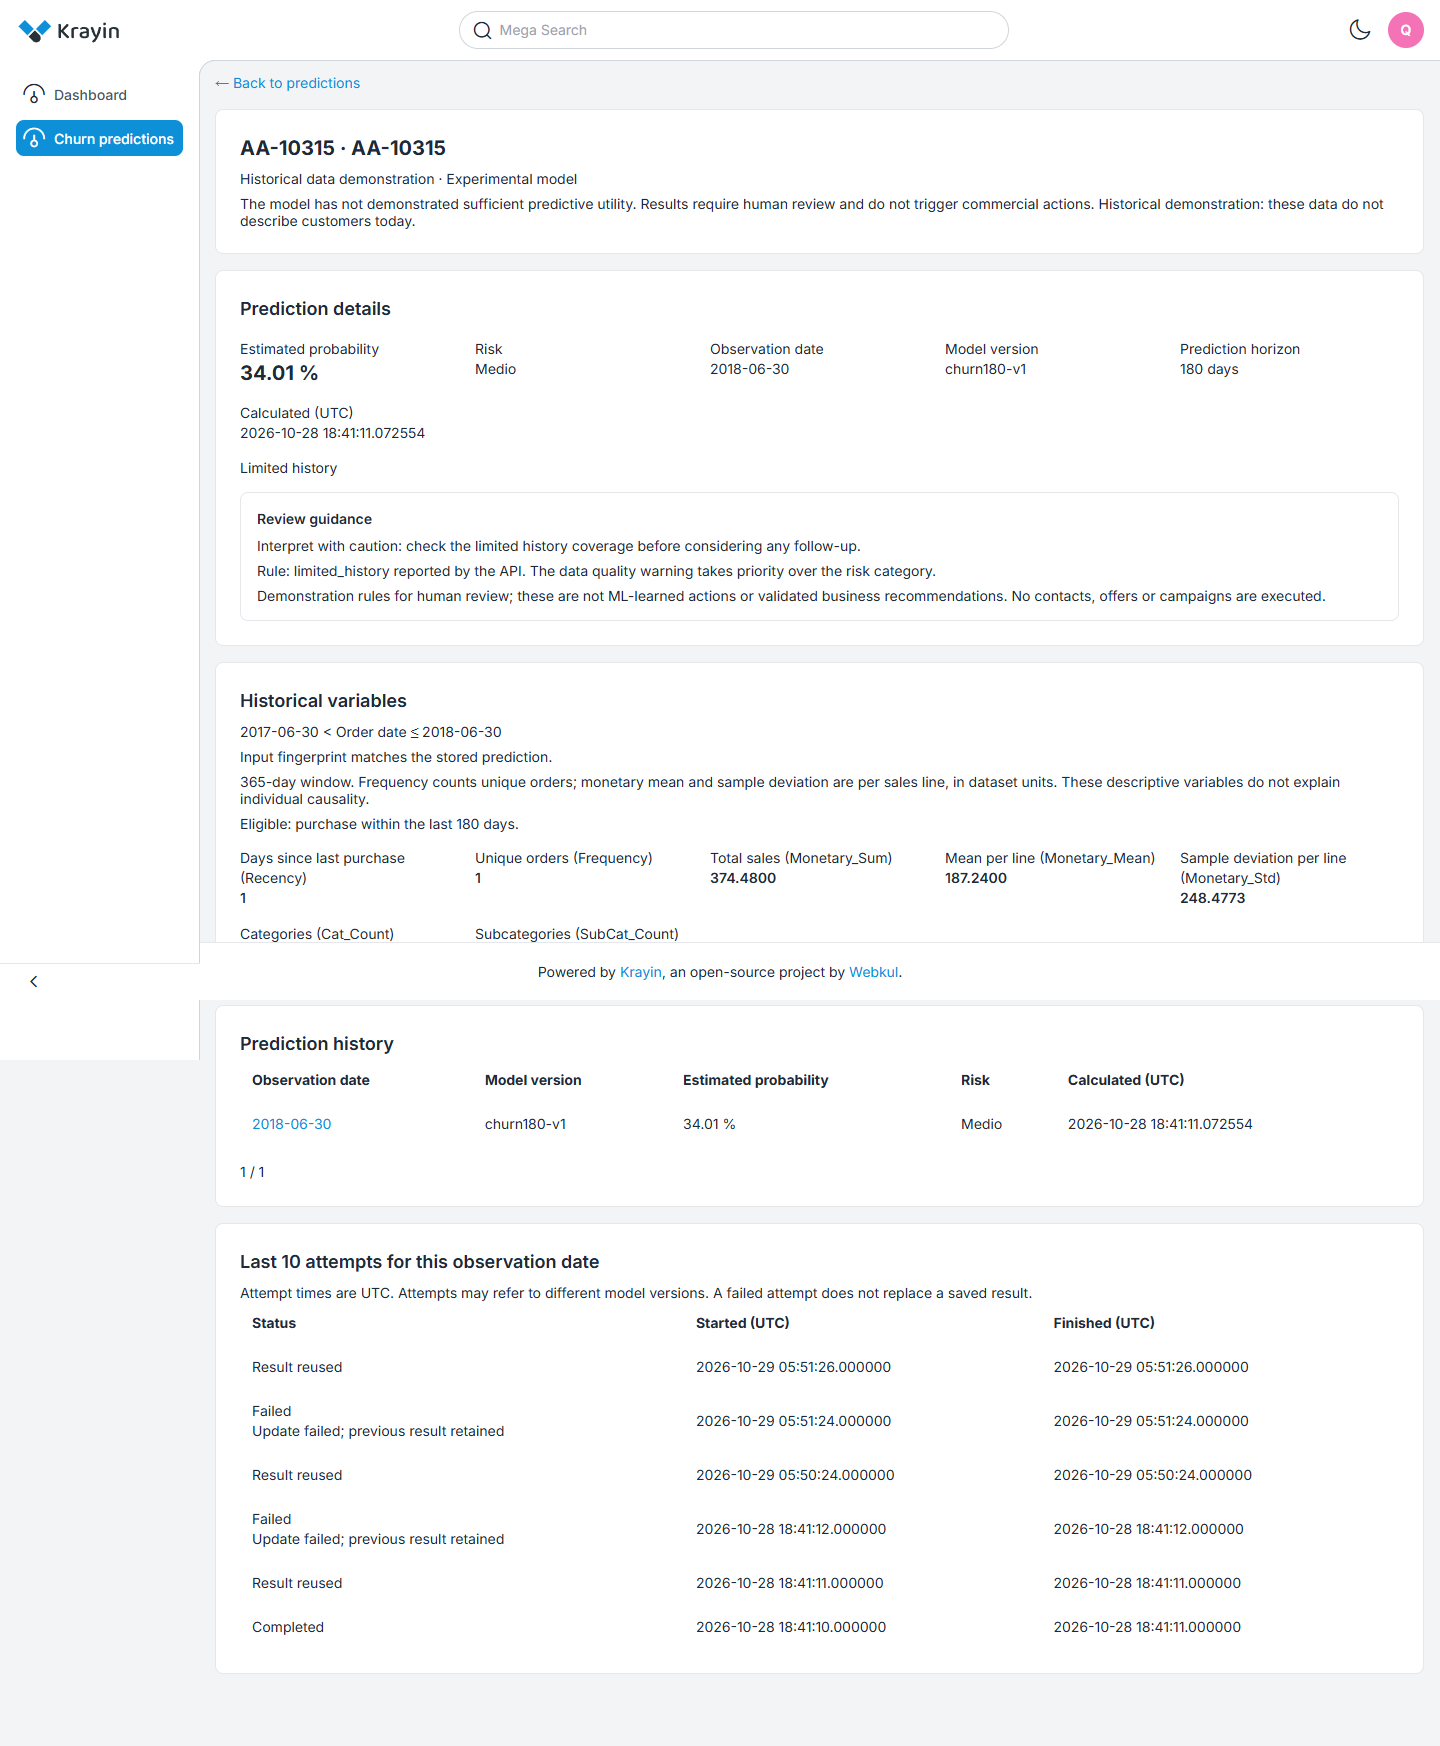 Krayin
Mega Search
Q
Dashboard
Churn predictions
← Back to predictions
AA-10315 · AA-10315
Historical data demonstration · Experimental model
The model has not demonstrated sufficient predictive utility. Results require human review and do not trigger commercial actions. Historical demonstration: these data do not
describe customers today.
Prediction details
Estimated probability
34.01 %
Risk
Medio
Observation date
2018-06-30
Model version
churn180-v1
Prediction horizon
180 days
Calculated (UTC)
2026-10-28 18:41:11.072554
Limited history
Review guidance
Interpret with caution: check the limited history coverage before considering any follow-up.
Rule: limited_history reported by the API. The data quality warning takes priority over the risk category.
Demonstration rules for human review; these are not ML-learned actions or validated business recommendations. No contacts, offers or campaigns are executed.
Historical variables
2017-06-30 < Order date ≤ 2018-06-30
Input fingerprint matches the stored prediction.
365-day window. Frequency counts unique orders; monetary mean and sample deviation are per sales line, in dataset units. These descriptive variables do not explain
individual causality.
Eligible: purchase within the last 180 days.
Days since last purchase
(Recency)
1
Unique orders (Frequency)
1
Total sales (Monetary_Sum)
374.4800
Mean per line (Monetary_Mean)
187.2400
Sample deviation per line
(Monetary_Std)
248.4773
Categories (Cat_Count)
Subcategories (SubCat_Count)
Powered by Krayin, an open-source project by Webkul.
Prediction history
Observation date Model version Estimated probability Risk Calculated (UTC)
2018-06-30 churn180-v1 34.01 % Medio 2026-10-28 18:41:11.072554
1 / 1
Last 10 attempts for this observation date
Attempt times are UTC. Attempts may refer to different model versions. A failed attempt does not replace a saved result.
Status Started (UTC) Finished (UTC)
Result reused 2026-10-29 05:51:26.000000 2026-10-29 05:51:26.000000
Failed
Update failed; previous result retained 2026-10-29 05:51:24.000000 2026-10-29 05:51:24.000000
Result reused 2026-10-29 05:50:24.000000 2026-10-29 05:50:24.000000
Failed
Update failed; previous result retained 2026-10-28 18:41:12.000000 2026-10-28 18:41:12.000000
Result reused 2026-10-28 18:41:11.000000 2026-10-28 18:41:11.000000
Completed 2026-10-28 18:41:10.000000 2026-10-28 18:41:11.000000